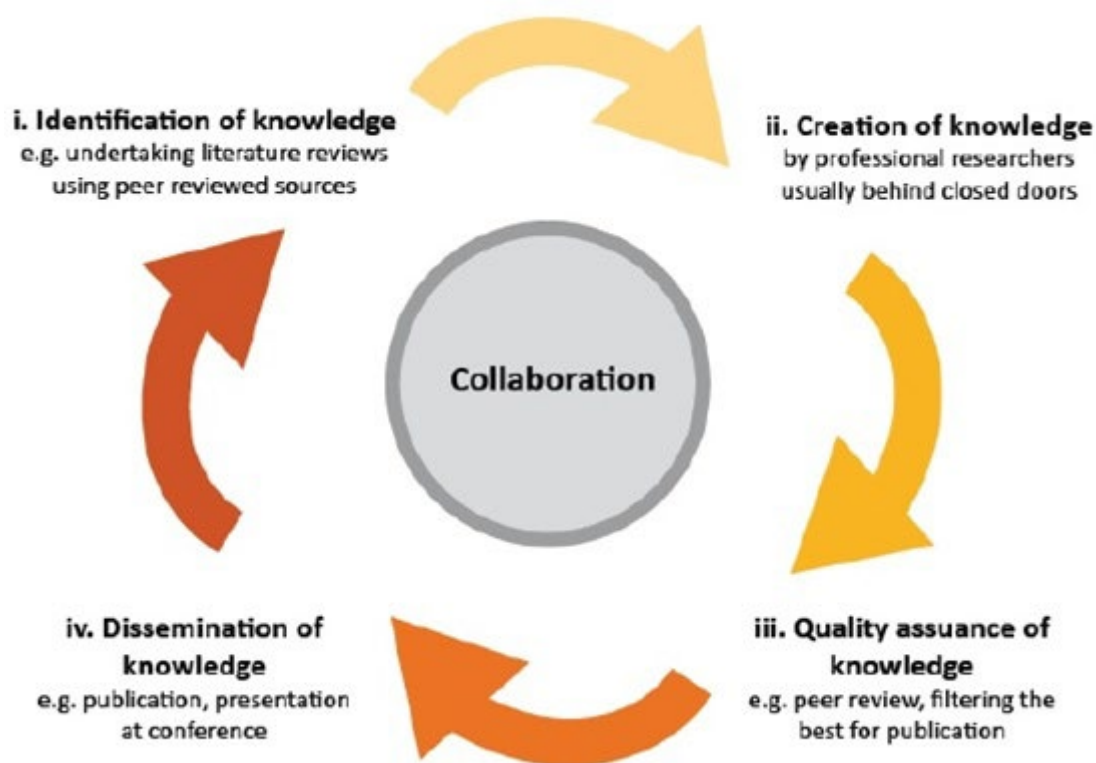 i. Identification of knowledge
e.g. undertaking literature reviews
using peer reviewed sources
ii. Creation of knowledge
by professional researchers
usually behind closed doors
Collaboration
iii. Quality assuance of
knowledge
e.g. peer review, filtering the
best for publication
iv. Dissemination of
knowledge
e.g. publication, presentation
at conference